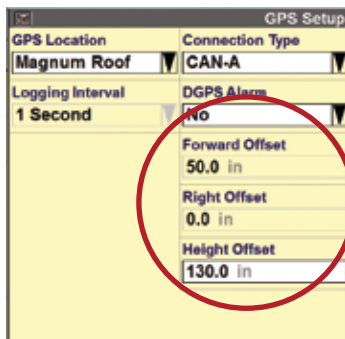 GPS Setup
GPS Location
Connection Type
Magnum Roof
CAN-A
Logging Interval
DGPS Alarm
1 Second
No
Forward Offset
50.0 in
Right Offset
0.0 in
Height Offset
130.0 in